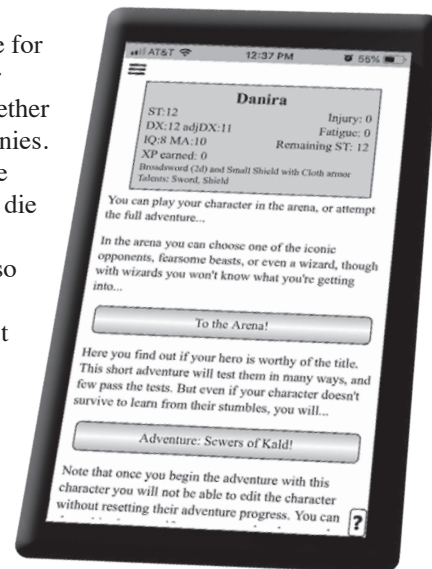 e for
ether
nies.
e
die
so
t
AT&T 12:37 PM 55%
Danira
ST:12 Injury: 0
DX:12 adjDX:11 Fatigue: 0
IQ:8 MA:10 Remaining ST: 12
XP earned: 0
Broadsword (2d) and Small Shield with Cloth armor
Talents: Sword, Shield
You can play your character in the arena, or attempt
the full adventure...
In the arena you can choose one of the iconic
opponents, fearsome beasts, or even a wizard, though
with wizards you won't know what you're getting
into...
To the Arena!
Here you find out if your hero is worthy of the title.
This short adventure will test them in many ways, and
few pass the tests. But even if your character doesn't
survive to learn from their stumbles, you will...
Adventure: Sewers of Kald!
Note that once you begin the adventure with this
character you will not be able to edit the character
without resetting their adventure progress. You can
?